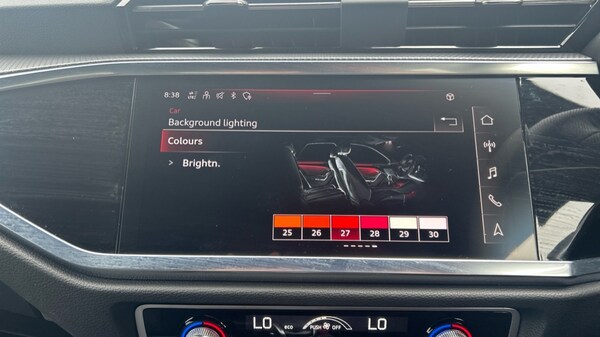 8:38
Car
Background lighting
Colours
> Brightn.
25 26 27 28 29 30
LO eco PUSH OFF LO